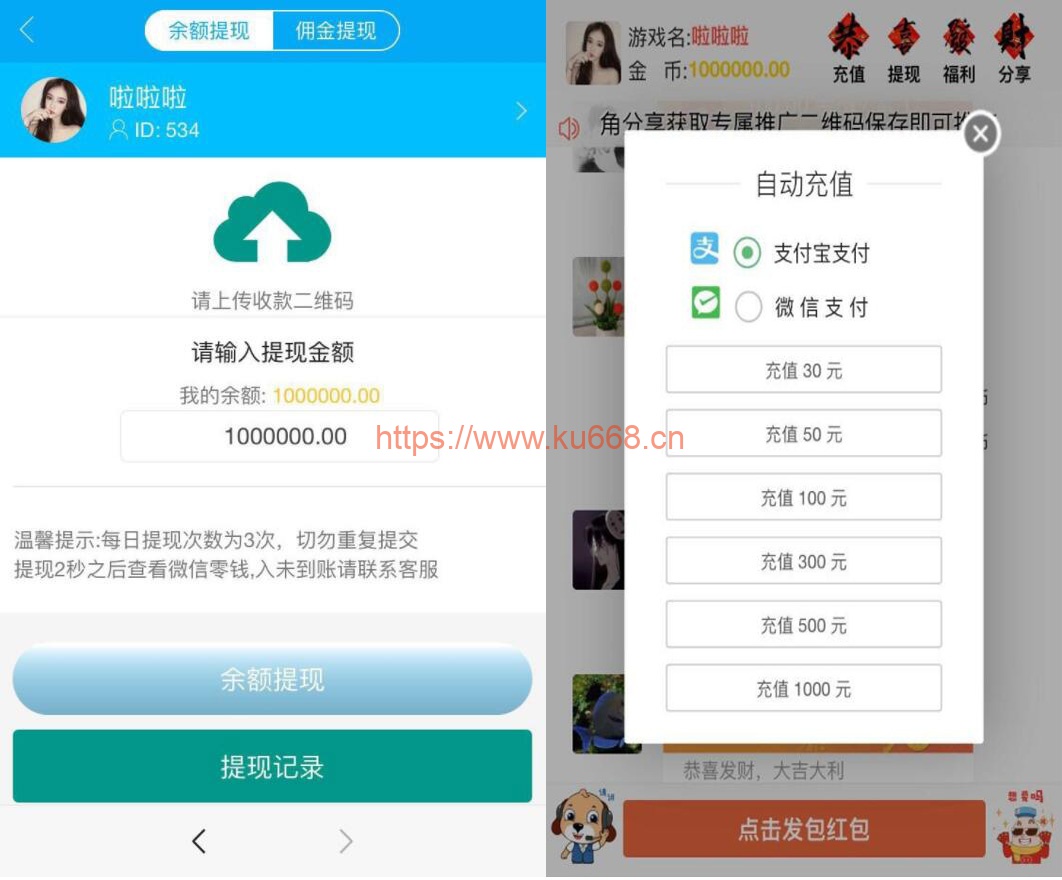 余额提现
佣金提现
啦啦啦
ID: 534
请上传收款二维码
请输入提现金额
我的余额: 1000000.00
1000000.00
温馨提示:每日提现次数为3次，切勿重复提交
提现2秒之后查看微信零钱,入未到账请联系客服
余额提现
提现记录
https://www.ku668.cn
游戏名:啦啦啦
金 币:1000000.00
恭 喜 發 財
充值 提现 福利 分享
角分享获取专属推广二维码保存即可
自动充值
支付宝支付
微信支付
充值 30 元
充值 50 元
充值 100 元
充值 300 元
充值 500 元
充值 1000 元
恭喜发财，大吉大利
点击发包红包
想爱吗